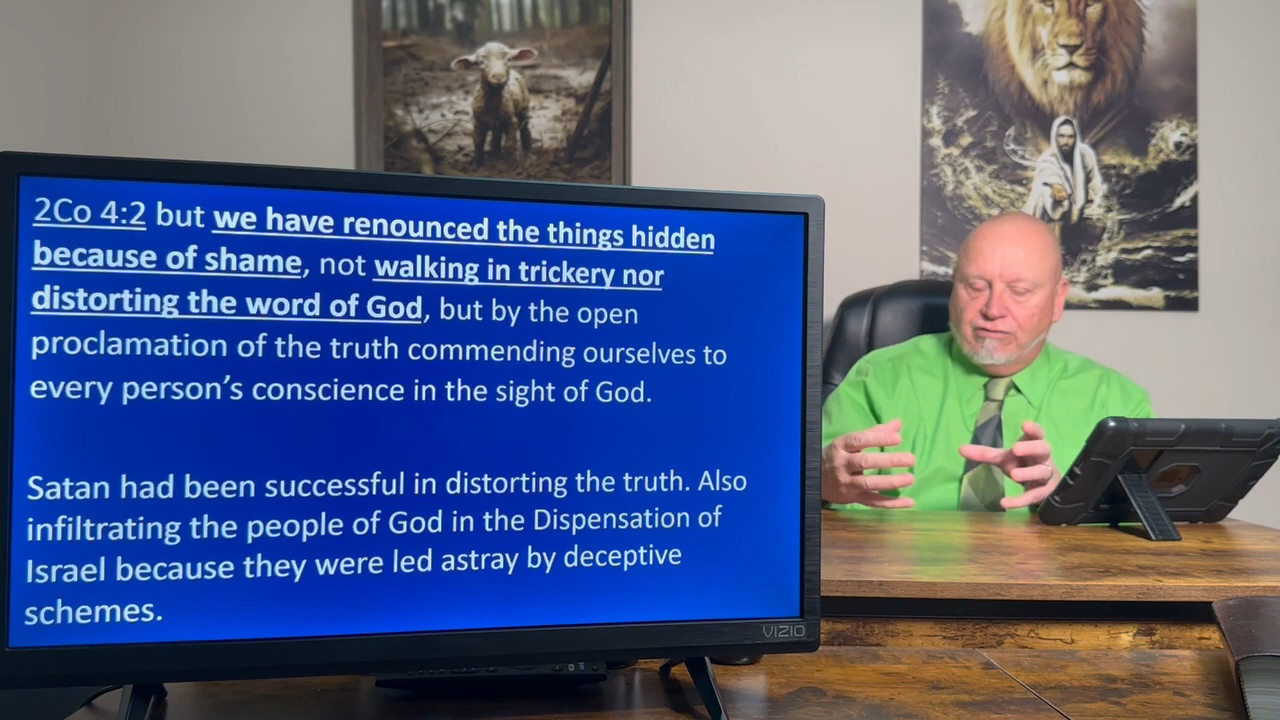 2Co 4:2 but we have renounced the things hidden
because of shame, not walking in trickery nor
distorting the word of God, but by the open
proclamation of the truth commending ourselves to
every person’s conscience in the sight of God.
Satan had been successful in distorting the truth. Also
infiltrating the people of God in the Dispensation of
Israel because they were led astray by deceptive
schemes.
VIZIO